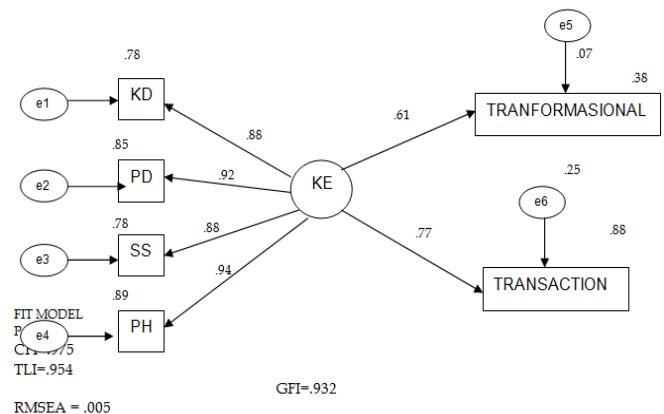 e5
.78
.07
.38
e1
KD
.61
TRANFORMASIONAL
.88
.85
e2
PD
.92
KE
.25
e6
.78
.88
.77
.88
e3
SS
.94
TRANSACTION
.89
FIT MODEL
PH
e4
TLI=.954
GFI=.932
RMSEA = .005